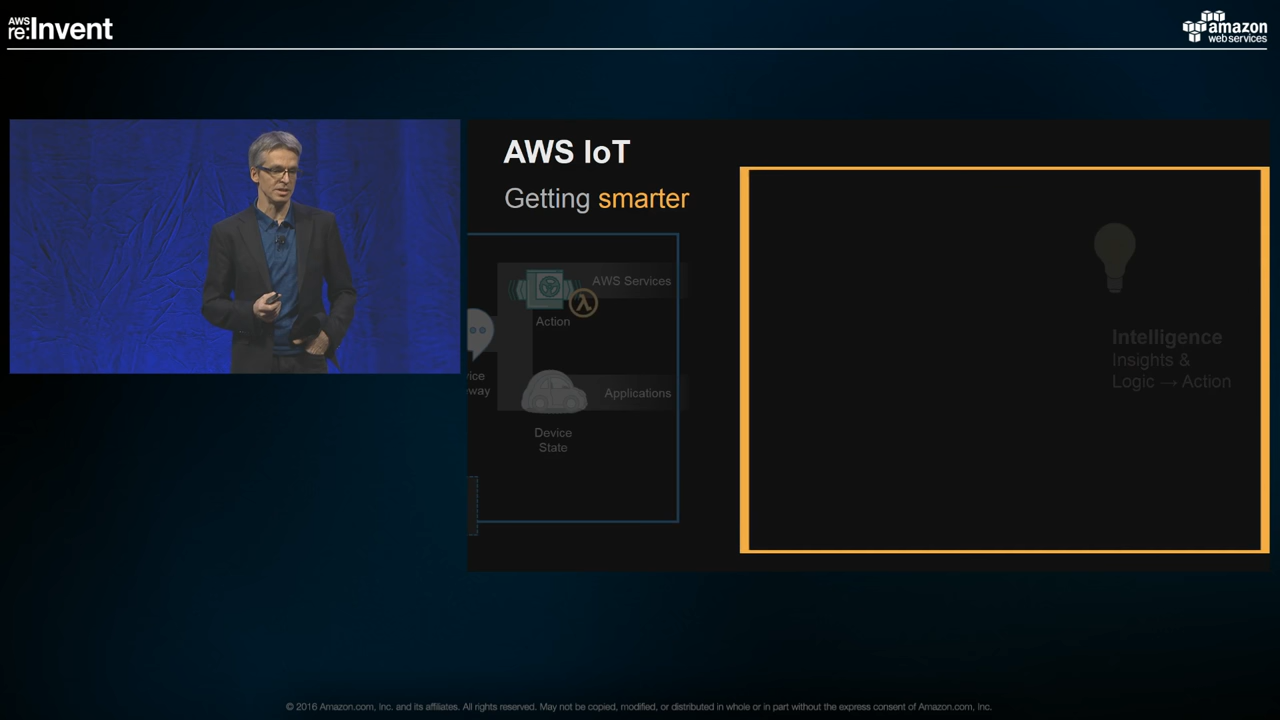 AWS
re:Invent
amazon
web services
AWS IoT
Getting smarter
AWS Services
λ
Action
vice
way
Applications
Device
State
Intelligence
Insights &
Logic → Action
© 2016 Amazon.com, Inc. and its affiliates. All rights reserved. May not be copied, modified, or distributed in whole or in part without the express consent of Amazon.com, Inc.